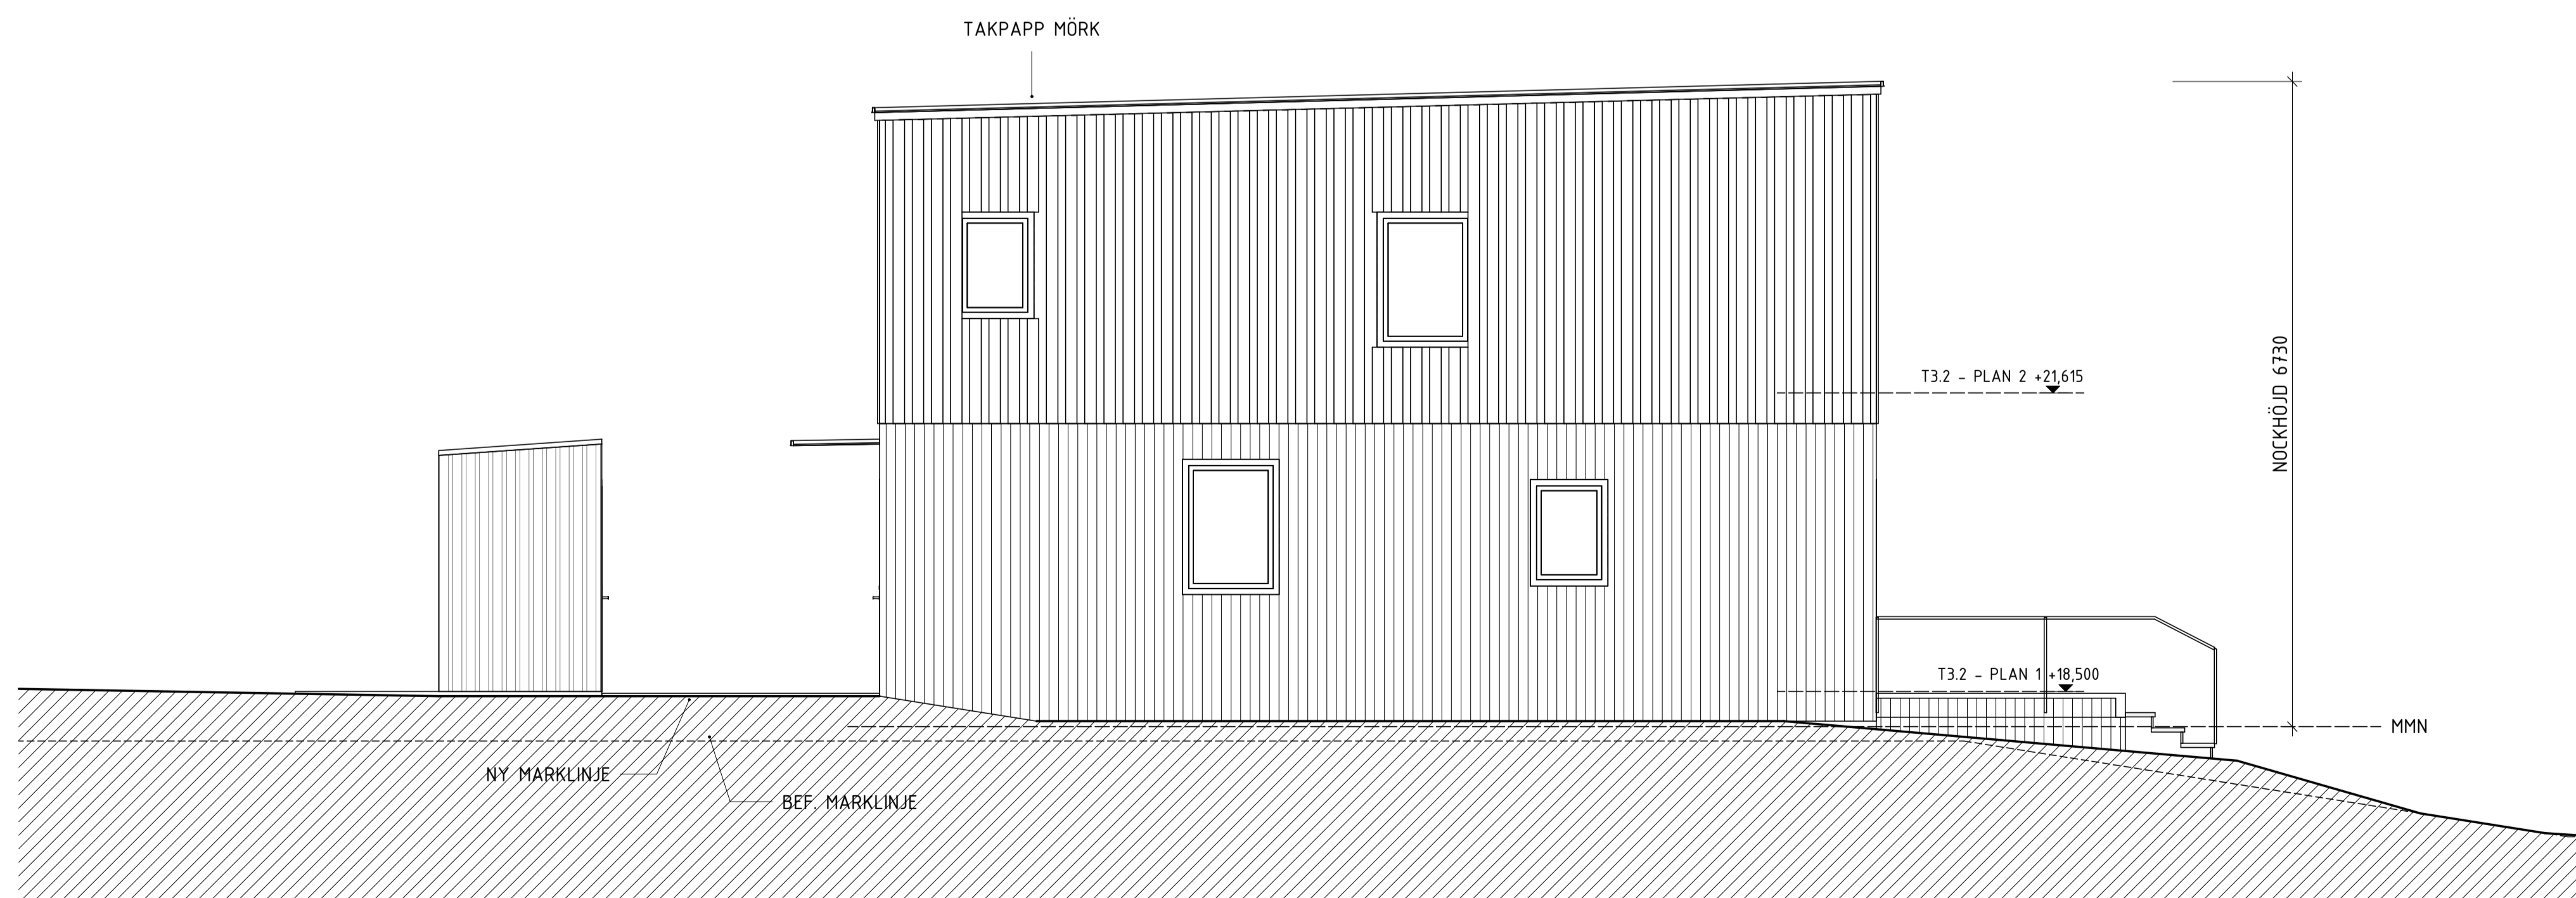 TAKPAPP MÖRK
T3.2 - PLAN 2 +21,615
NOCKHÖJD 6730
T3.2 - PLAN 1 +18,500
MMN
NY MARKLINJE
BEF. MARKLINJE